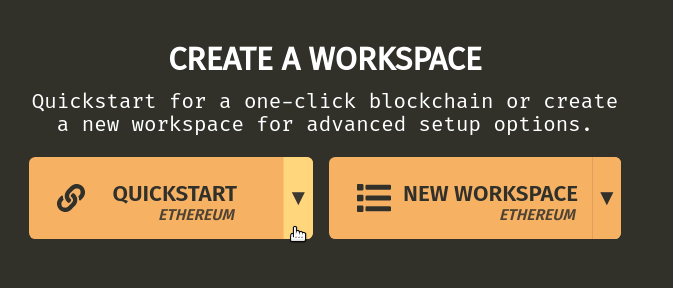 CREATE A WORKSPACE
Quickstart for a one-click blockchain or create
a new workspace for advanced setup options.
QUICKSTART
ETHEREUM
NEW WORKSPACE
ETHEREUM